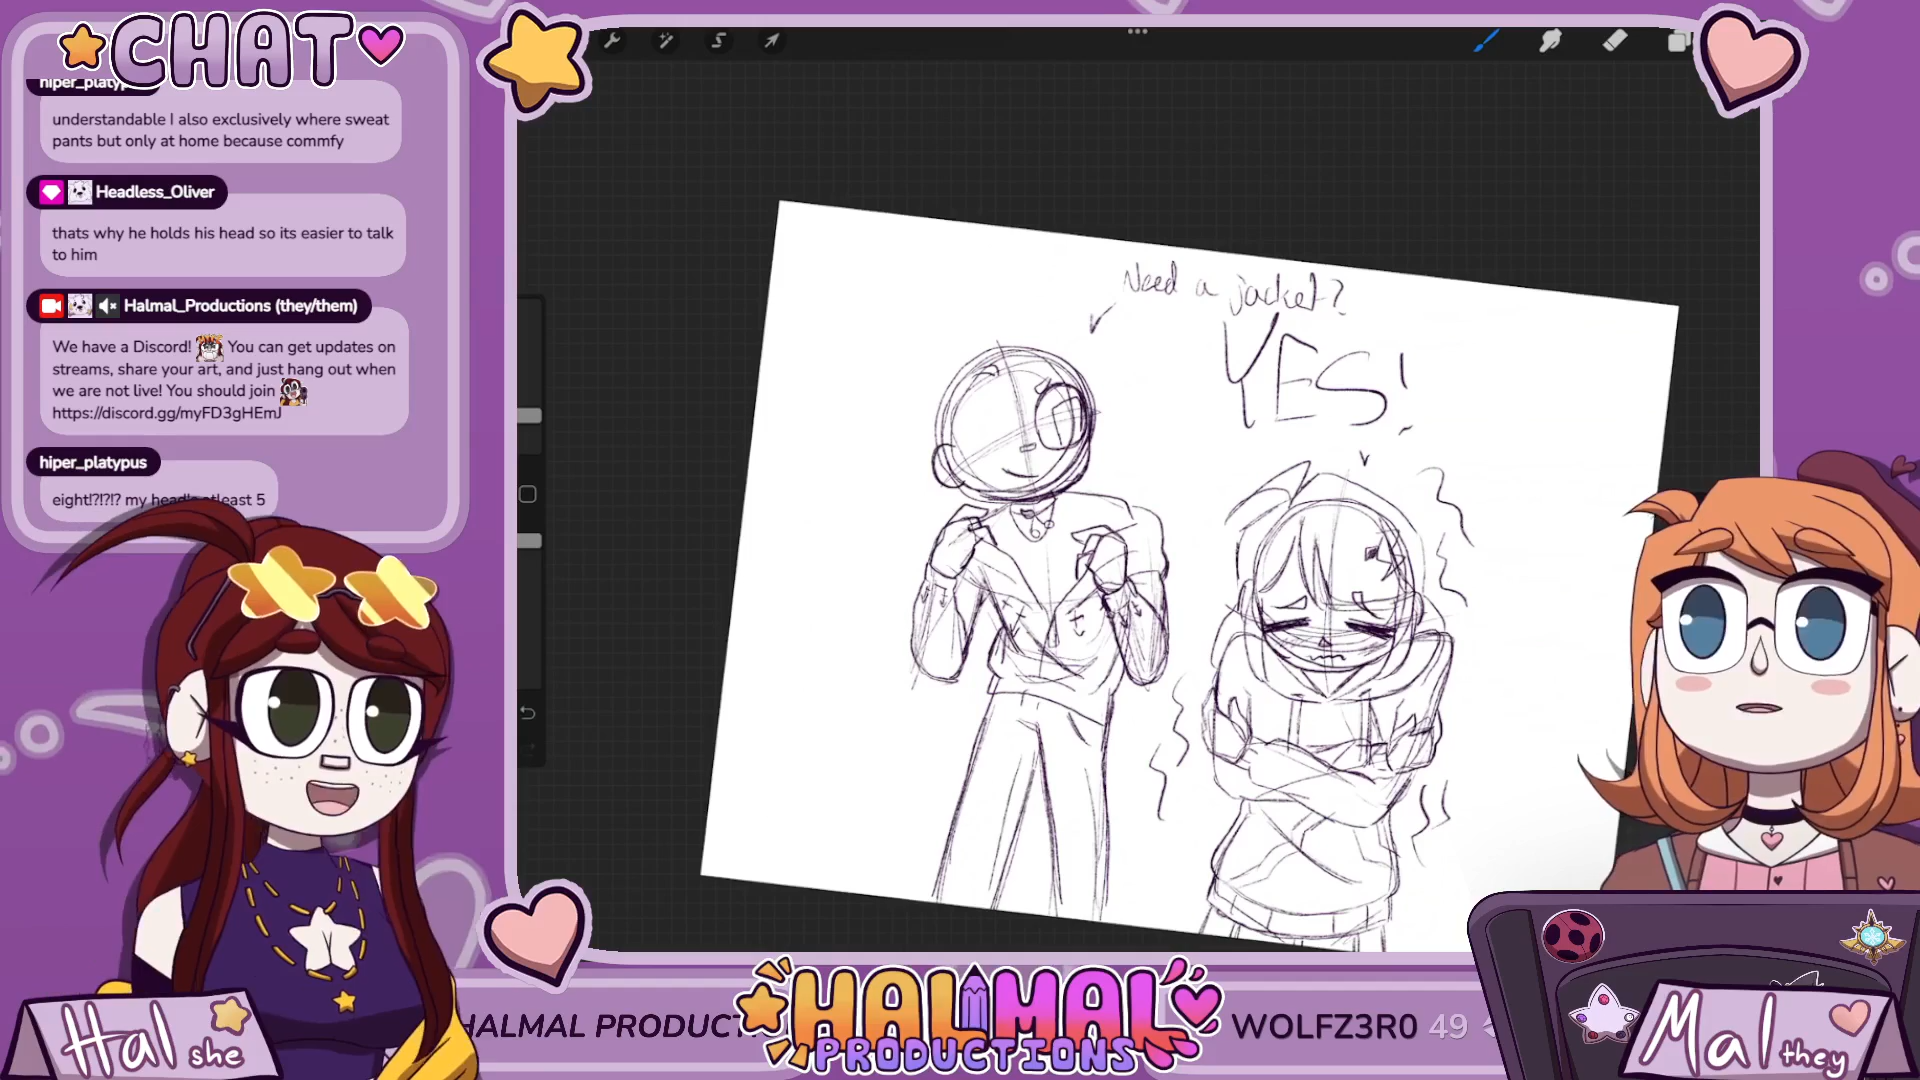 CHAT
hiper_platypus
understandable I also exclusively where sweat
pants but only at home because commfy
Headless_Oliver
thats why he holds his head so its easier to talk
to him
Halmal_Productions (they/them)
We have a Discord! You can get updates on
streams, share your art, and just hang out when
we are not live! You should join
https://discord.gg/myFD3gHEmJ
hiper_platypus
eight!?!?!? my head's atleast 5
Need a jacket?
YES!
Hal she
HALMAL PRODUCT
HALMAL
PRODUCTIONS
WOLFZ3R0 49
Mal they